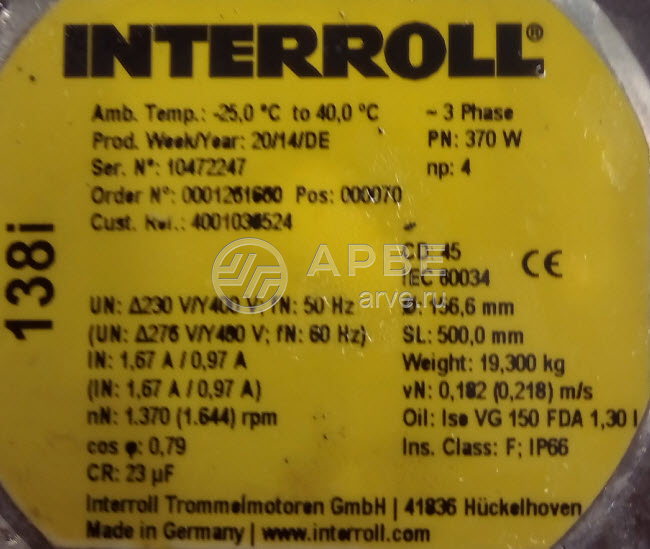 INTERROLL®
Amb. Temp.: -25,0 °C to 40,0 °C ~ 3 Phase
Prod. Week/Year: 20/14/DE PN: 370 W
Ser. N°: 10472247 np: 4
Order N°: Pos: 000070
Cust. Ref.:
138i
АРВЕ
arve.ru
CD: 45
IEC 60034
CE
UN: Δ230 V/Y400 V; fN: 50 Hz Ø: 136,6 mm
(UN: Δ276 V/Y480 V; fN: 60 Hz) SL: 500,0 mm
IN: 1,67 A / 0,97 A Weight: 19,300 kg
(IN: 1,67 A / 0,97 A) vN: 0,182 (0,218) m/s
nN: 1.370 (1.644) rpm Oil: Iso VG 150 FDA 1,30 l
cos φ: 0,79 Ins. Class: F; IP66
CR: 23 µF
Interroll Trommelmotoren GmbH | 41836 Hückelhoven
Made in Germany | www.interroll.com